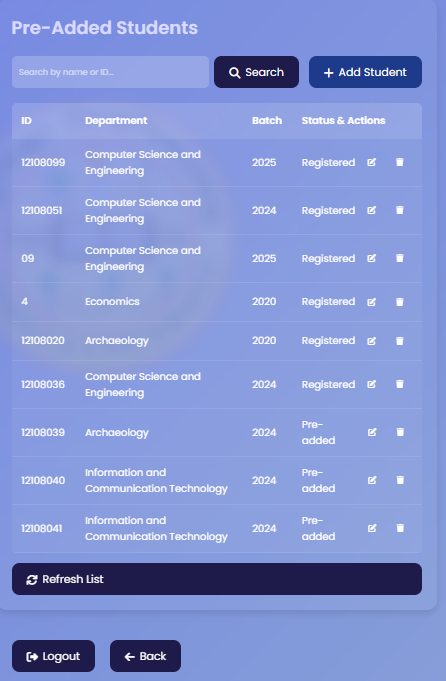 Pre-Added Students
Search by name or ID...
Search
Add Student
ID Department Batch Status & Actions
12108099 Computer Science and Engineering 2025 Registered
12108051 Computer Science and Engineering 2024 Registered
09 Computer Science and Engineering 2025 Registered
4 Economics 2020 Registered
12108020 Archaeology 2020 Registered
12108036 Computer Science and Engineering 2024 Registered
12108039 Archaeology 2024 Pre-added
12108040 Information and Communication Technology 2024 Pre-added
12108041 Information and Communication Technology 2024 Pre-added
Refresh List
Logout
Back